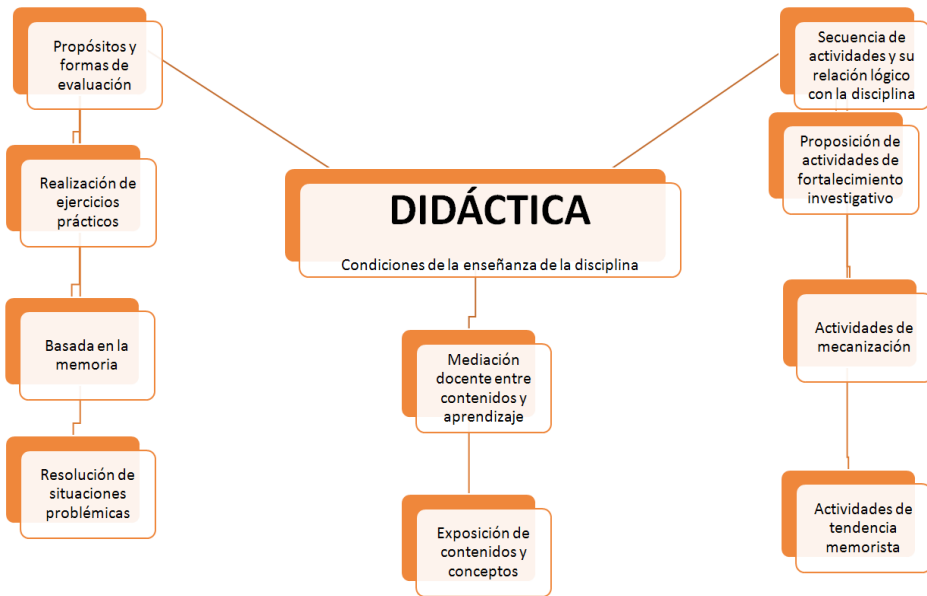 Propósitos y
formas de
evaluación
Realización de
ejercicios
prácticos
Basada en la
memoria
Resolución de
situaciones
problémicas
DIDÁCTICA
Condiciones de la enseñanza de la disciplina
Mediación
docente entre
contenidos y
aprendizaje
Exposición de
contenidos y
conceptos
Secuencia de
actividades y su
relación lógico
con la disciplina
Proposición de
actividades de
fortalecimiento
investigativo
Actividades de
mecanización
Actividades de
tendencia
memorista